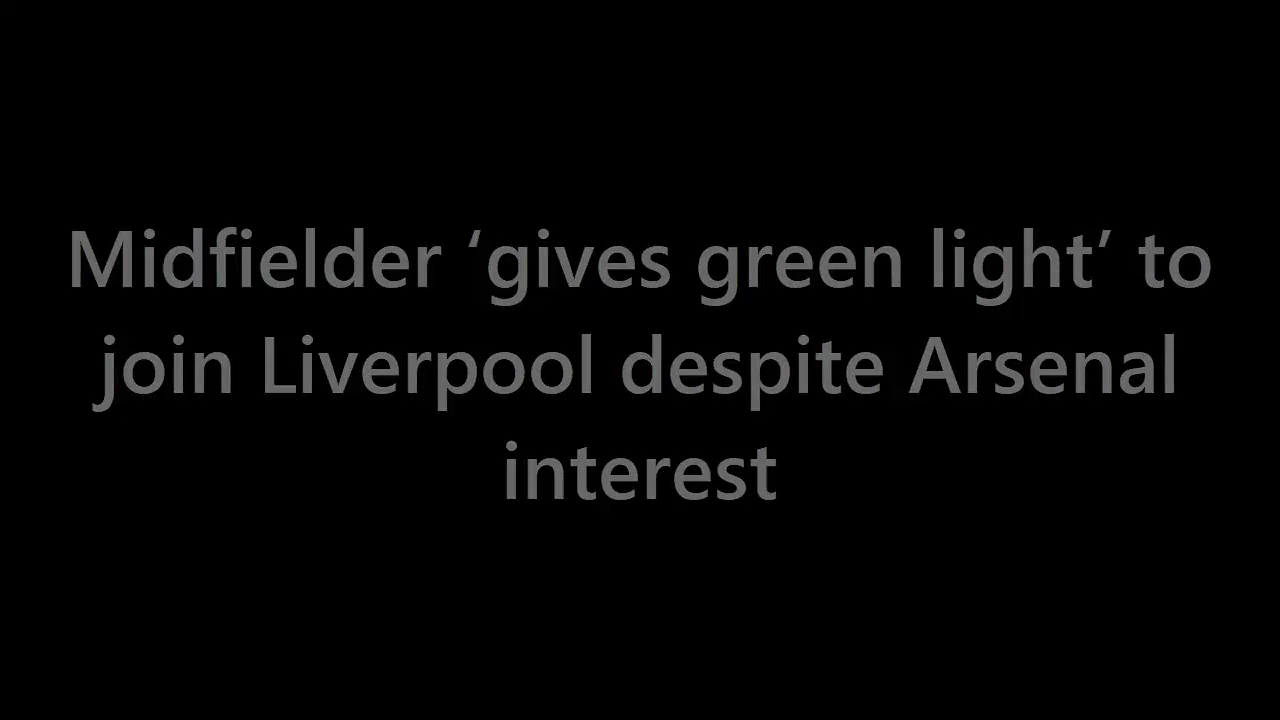 Midfielder ‘gives green light’ to
join Liverpool despite Arsenal
interest